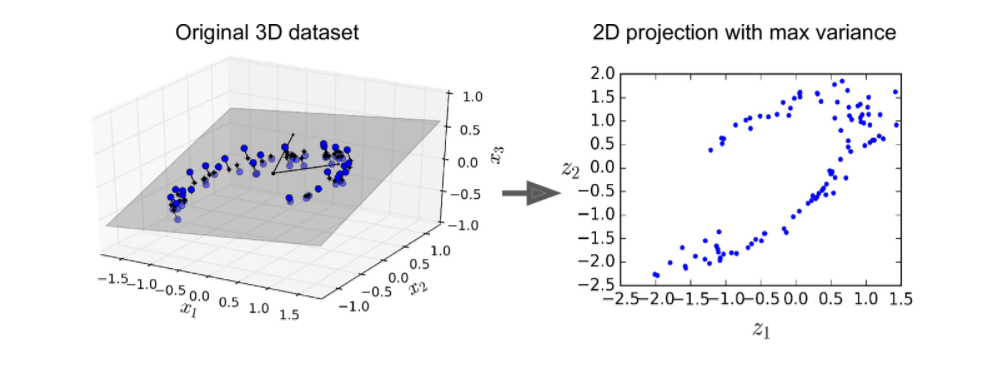 Original 3D dataset
2D projection with max variance
1.0
0.5
0.0
−0.5
−1.0
x3
−1.5 −1.0 −0.5 0.0 0.5 1.0 1.5
x1
−1.0 −0.5 0.0 0.5 1.0
x2
2.0
1.5
1.0
0.5
0.0
−0.5
−1.0
−1.5
−2.0
−2.5
z2
−2.5 −2.0 −1.5 −1.0 −0.5 0.0 0.5 1.0 1.5
z1